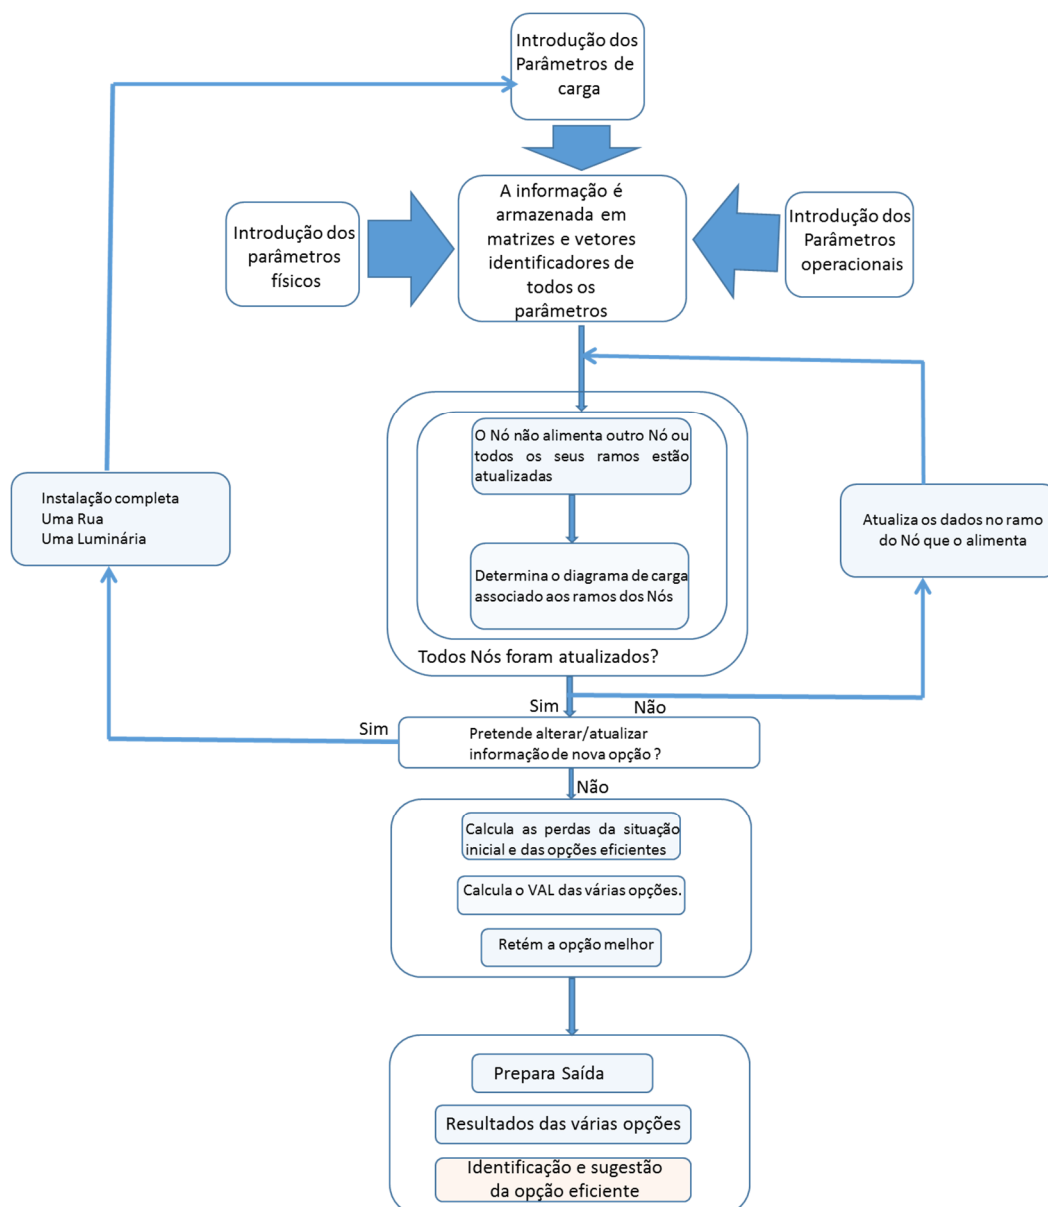 Introdução dos
Parâmetros de
carga
Introdução dos
parâmetros
físicos
A informação é
armazenada em
matrizes e vetores
identificadores de
todos os
parâmetros
Introdução dos
Parâmetros
operacionais
O Nó não alimenta outro Nó ou
todos os seus ramos estão
atualizadas
Determina o diagrama de carga
associado aos ramos dos Nós
Todos Nós foram atualizados?
Instalação completa
Uma Rua
Uma Luminária
Atualiza os dados no ramo
do Nó que o alimenta
Sim
Não
Sim
Pretende alterar/atualizar
informação de nova opção ?
Não
Calcula as perdas da situação
inicial e das opções eficientes
Calcula o VAL das várias opções.
Retém a opção melhor
Prepara Saída
Resultados das várias opções
Identificação e sugestão
da opção eficiente